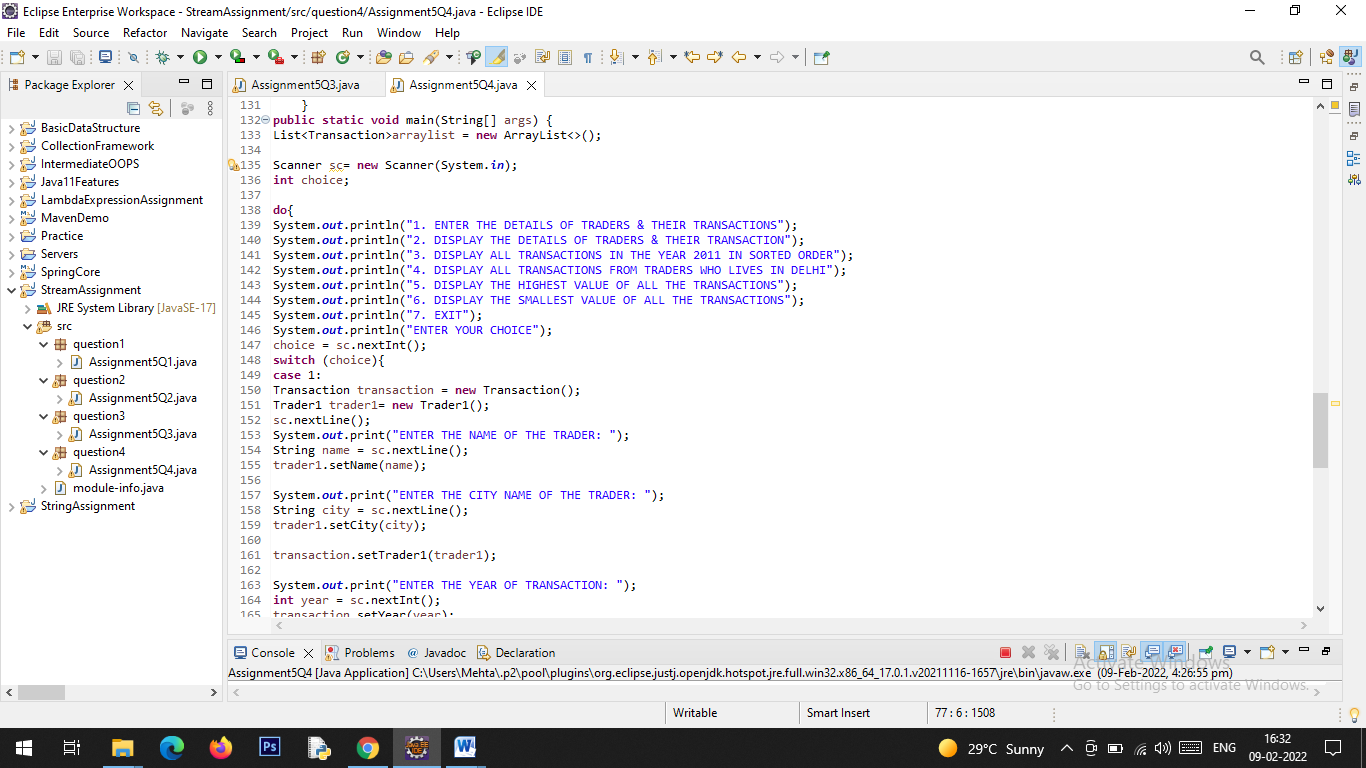 Eclipse Enterprise Workspace - StreamAssignment/src/question4/Assignment5Q4.java - Eclipse IDE
File Edit Source Refactor Navigate Search Project Run Window Help
Package Explorer
BasicDataStructure
CollectionFramework
IntermediateOOPS
Java11Features
LambdaExpressionAssignment
MavenDemo
Practice
Servers
SpringCore
StreamAssignment
JRE System Library [JavaSE-17]
src
question1
Assignment5Q1.java
question2
Assignment5Q2.java
question3
Assignment5Q3.java
question4
Assignment5Q4.java
module-info.java
StringAssignment
Assignment5Q3.java Assignment5Q4.java
131 }
132 public static void main(String[] args) {
133 List<Transaction>arraylist = new ArrayList<>();
134
135 Scanner sc= new Scanner(System.in);
136 int choice;
137
138 do{
139 System.out.println("1. ENTER THE DETAILS OF TRADERS & THEIR TRANSACTIONS");
140 System.out.println("2. DISPLAY THE DETAILS OF TRADERS & THEIR TRANSACTION");
141 System.out.println("3. DISPLAY ALL TRANSACTIONS IN THE YEAR 2011 IN SORTED ORDER");
142 System.out.println("4. DISPLAY ALL TRANSACTIONS FROM TRADERS WHO LIVES IN DELHI");
143 System.out.println("5. DISPLAY THE HIGHEST VALUE OF ALL THE TRANSACTIONS");
144 System.out.println("6. DISPLAY THE SMALLEST VALUE OF ALL THE TRANSACTIONS");
145 System.out.println("7. EXIT");
146 System.out.println("ENTER YOUR CHOICE");
147 choice = sc.nextInt();
148 switch (choice){
149 case 1:
150 Transaction transaction = new Transaction();
151 Trader1 trader1= new Trader1();
152 sc.nextLine();
153 System.out.print("ENTER THE NAME OF THE TRADER: ");
154 String name = sc.nextLine();
155 trader1.setName(name);
156
157 System.out.print("ENTER THE CITY NAME OF THE TRADER: ");
158 String city = sc.nextLine();
159 trader1.setCity(city);
160
161 transaction.setTrader1(trader1);
162
163 System.out.print("ENTER THE YEAR OF TRANSACTION: ");
164 int year = sc.nextInt();
165 transaction.setYear(year);
Console Problems @ Javadoc Declaration
Assignment5Q4 [Java Application] C:\Users\Mehta\.p2\pool\plugins\org.eclipse.justj.openjdk.hotspot.jre.full.win32.x86_64_17.0.1.v20211116-1657\jre\bin\javaw.exe (09-Feb-2022, 4:26:55 pm)
Activate Windows
Go to Settings to activate Windows.
Writable Smart Insert 77 : 6 : 1508
Ps
W
29°C Sunny ENG 16:32
09-02-2022